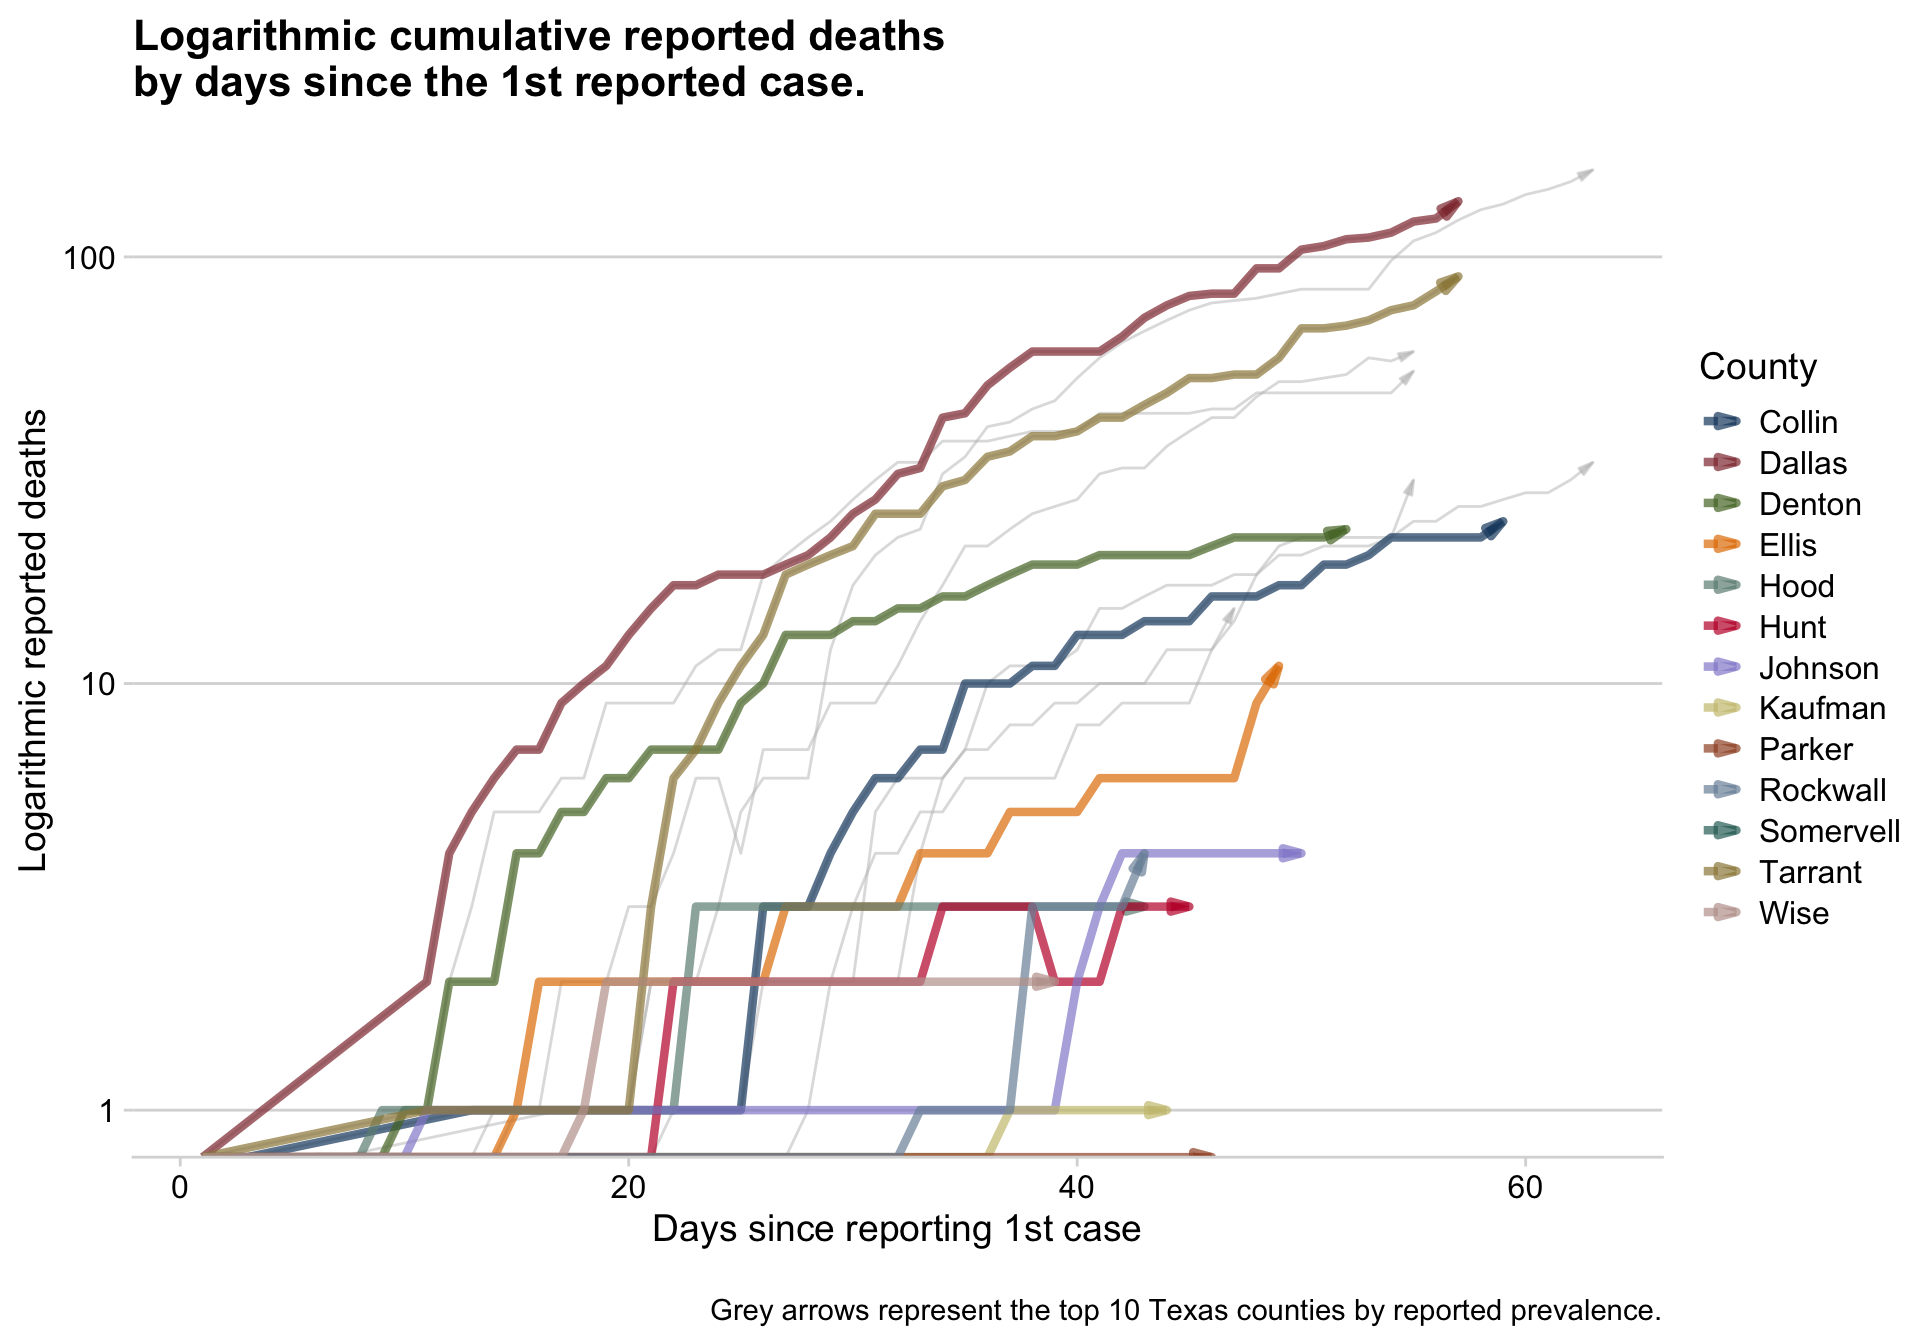 Logarithmic cumulative reported deaths
by days since the 1st reported case.
Logarithmic reported deaths
100
10
1
0
20
40
60
Days since reporting 1st case
County
Collin
Dallas
Denton
Ellis
Hood
Hunt
Johnson
Kaufman
Parker
Rockwall
Somervell
Tarrant
Wise
Grey arrows represent the top 10 Texas counties by reported prevalence.